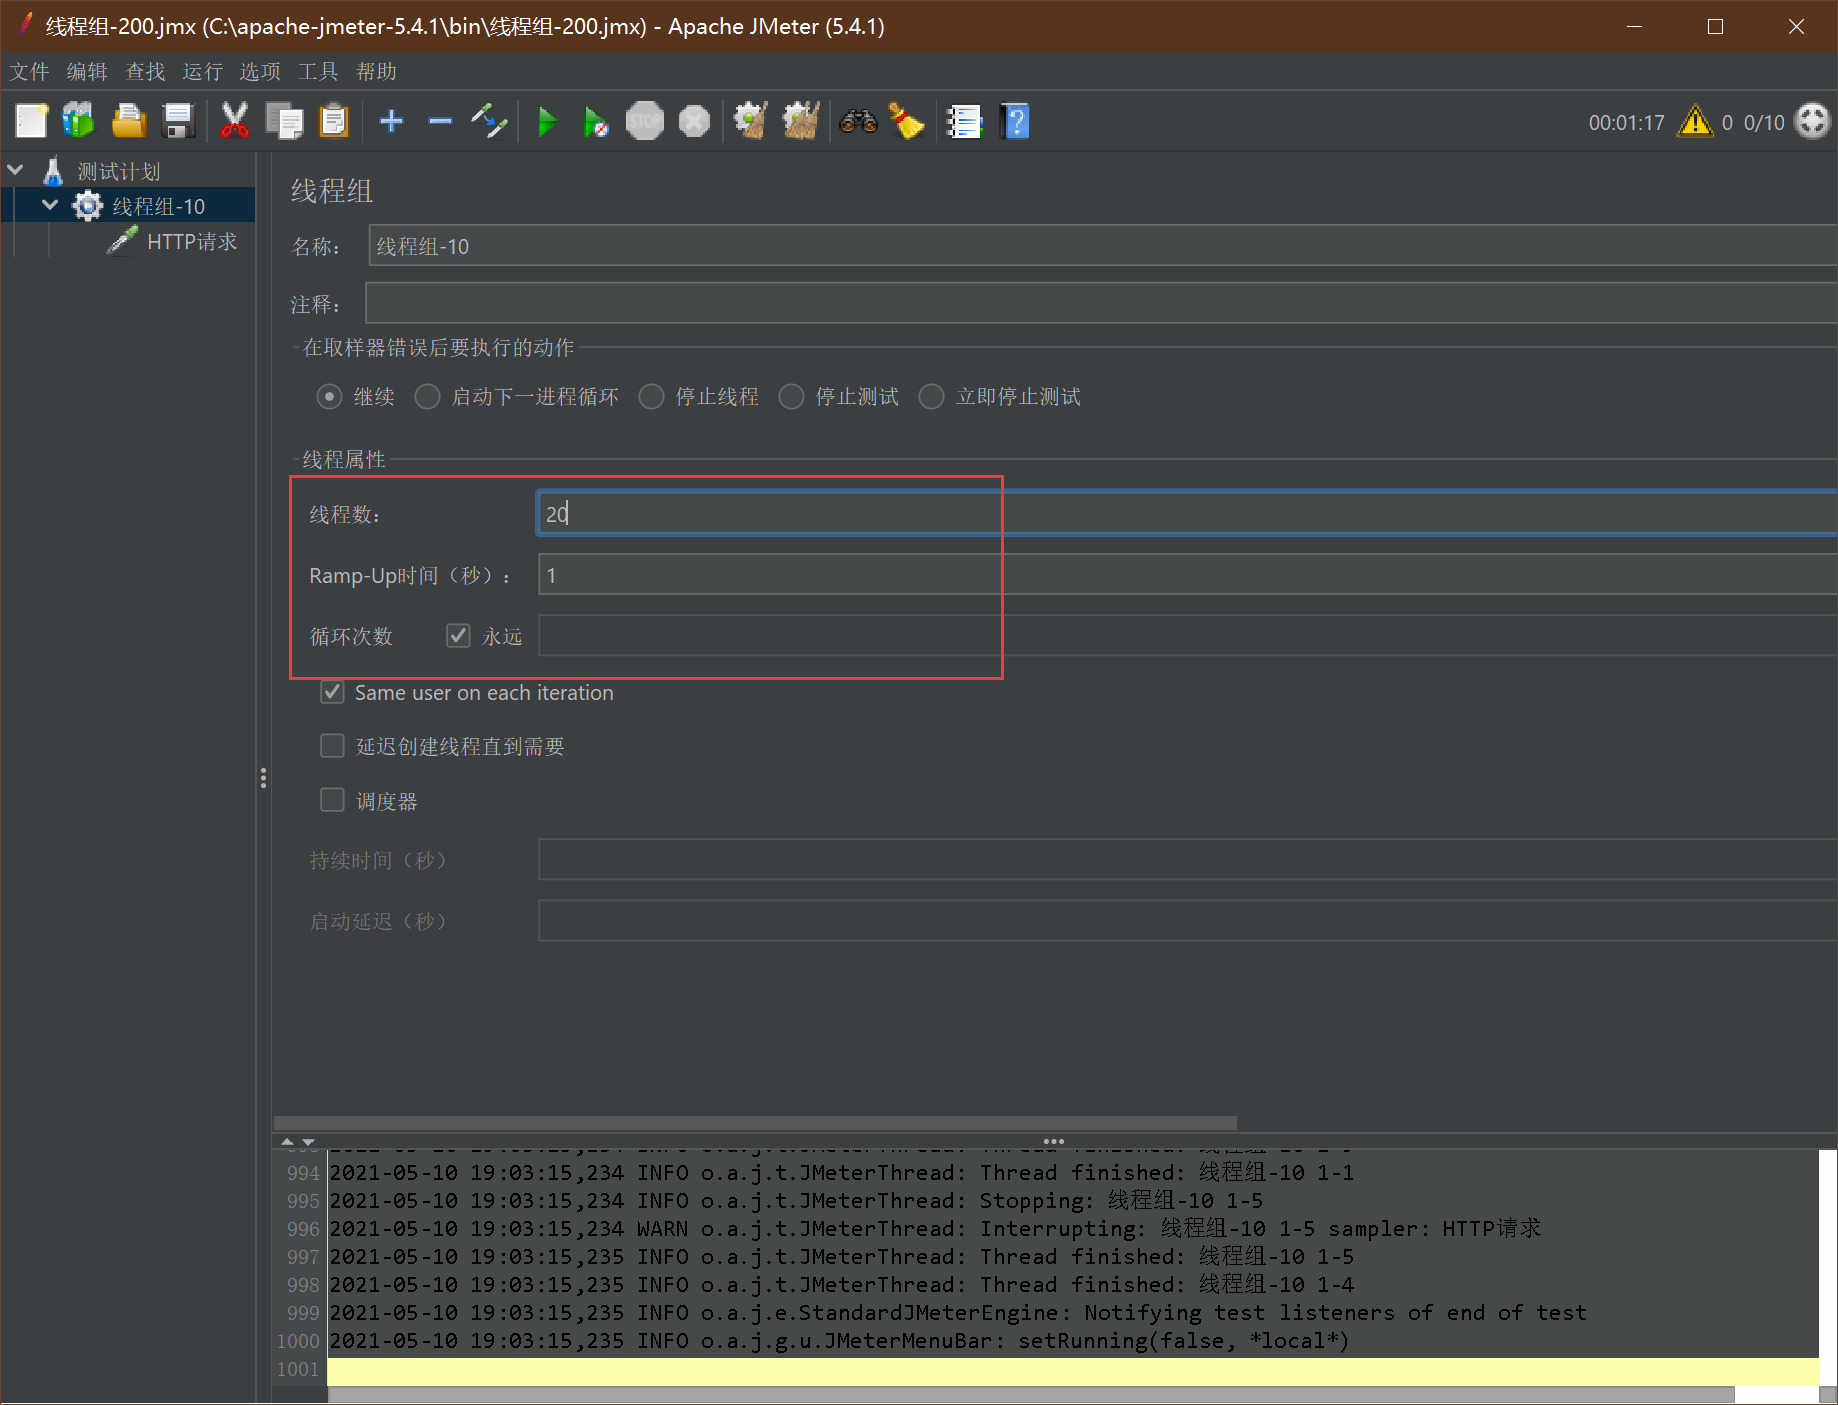 线程组-200.jmx (C:\apache-jmeter-5.4.1\bin\线程组-200.jmx) - Apache JMeter (5.4.1)
文件 编辑 查找 运行 选项 工具 帮助
STOP 00:01:17 0 0/10
测试计划
线程组-10
HTTP请求
线程组
名称： 线程组-10
注释：
在取样器错误后要执行的动作
继续 启动下一进程循环 停止线程 停止测试 立即停止测试
线程属性
线程数： 20
Ramp-Up时间（秒）： 1
循环次数 永远
Same user on each iteration
延迟创建线程直到需要
调度器
持续时间（秒）
启动延迟（秒）
994 2021-05-10 19:03:15,234 INFO o.a.j.t.JMeterThread: Thread finished: 线程组-10 1-1
995 2021-05-10 19:03:15,234 INFO o.a.j.t.JMeterThread: Stopping: 线程组-10 1-5
996 2021-05-10 19:03:15,234 WARN o.a.j.t.JMeterThread: Interrupting: 线程组-10 1-5 sampler: HTTP请求
997 2021-05-10 19:03:15,235 INFO o.a.j.t.JMeterThread: Thread finished: 线程组-10 1-5
998 2021-05-10 19:03:15,235 INFO o.a.j.t.JMeterThread: Thread finished: 线程组-10 1-4
999 2021-05-10 19:03:15,235 INFO o.a.j.e.StandardJMeterEngine: Notifying test listeners of end of test
1000 2021-05-10 19:03:15,235 INFO o.a.j.g.u.JMeterMenuBar: setRunning(false, *local*)
1001